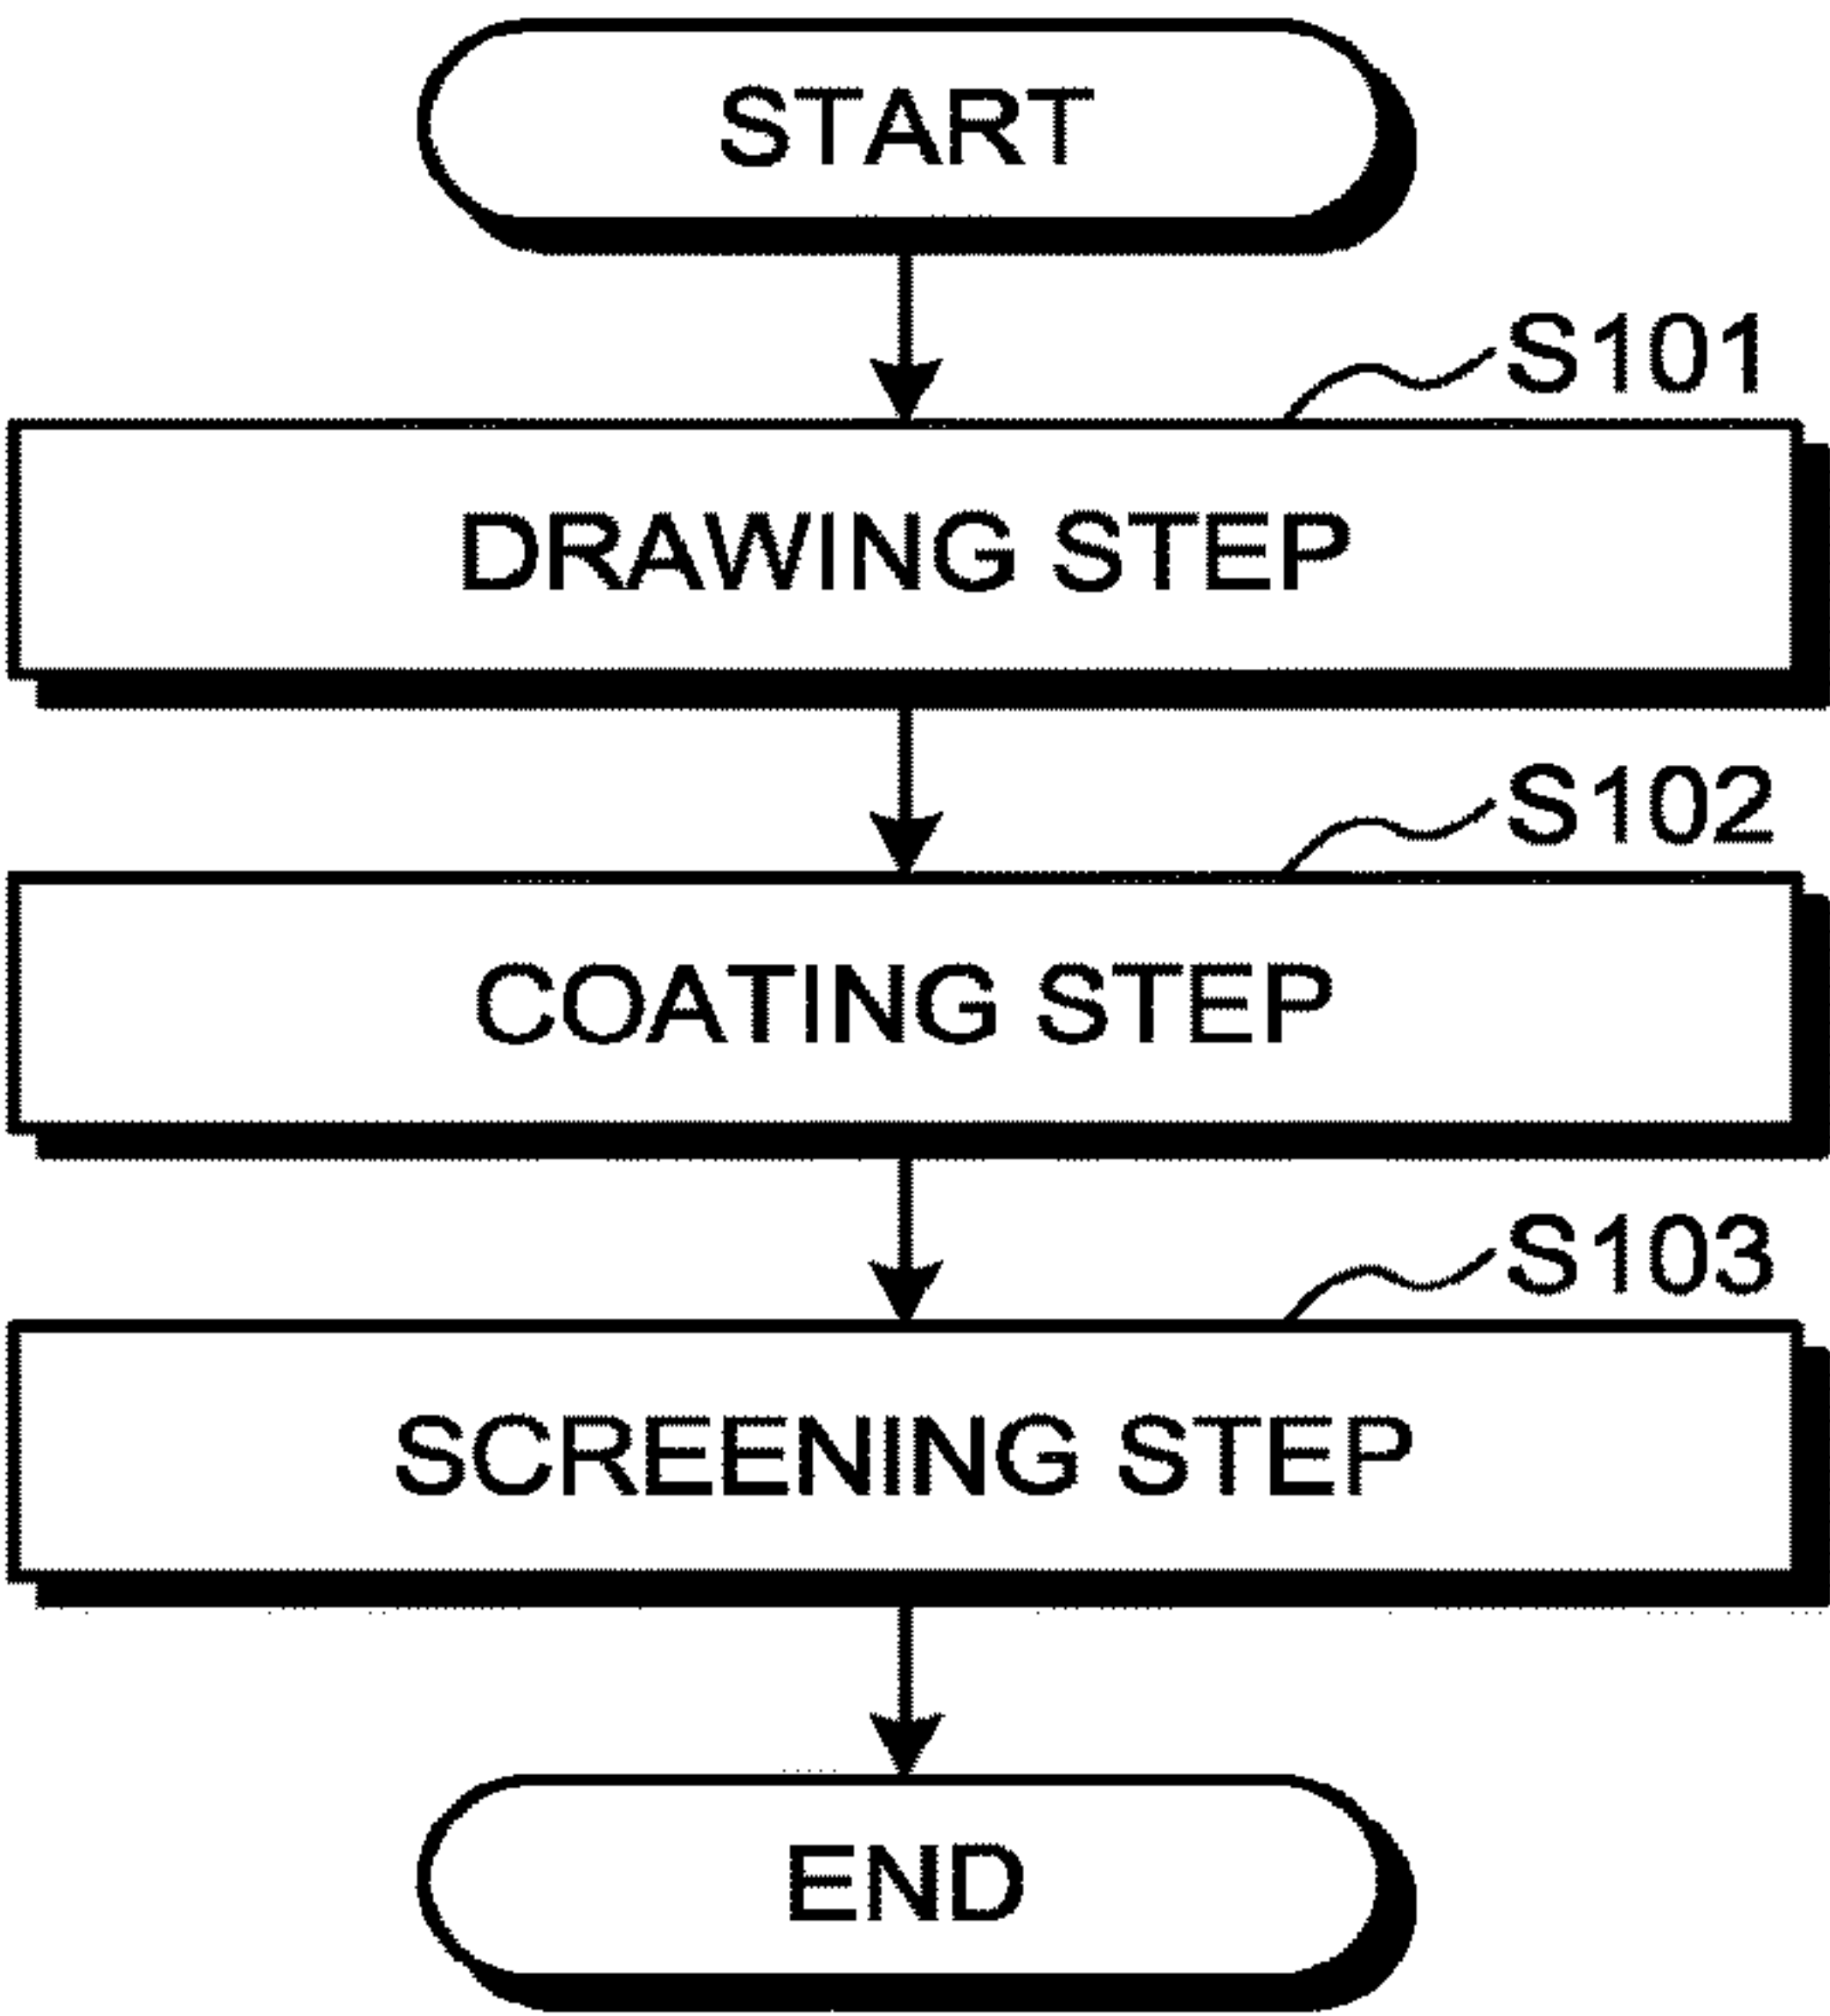 START
S101
DRAWING STEP
S102
COATING STEP
S103
SCREENING STEP
END